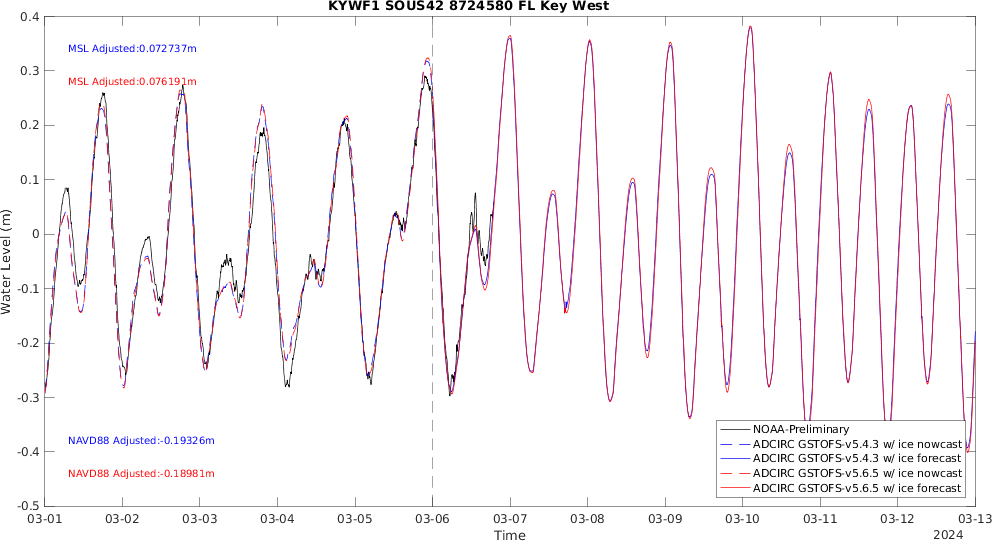 KYWF1 SOUS42 8724580 FL Key West
0.4
0.3
0.2
0.1
0
-0.1
-0.2
-0.3
-0.4
-0.5
Water Level (m)
MSL Adjusted:0.072737m
MSL Adjusted:0.076191m
NAVD88 Adjusted:-0.19326m
NAVD88 Adjusted:-0.18981m
NOAA-Preliminary
ADCIRC GSTOFS-v5.4.3 w/ ice nowcast
ADCIRC GSTOFS-v5.4.3 w/ ice forecast
ADCIRC GSTOFS-v5.6.5 w/ ice nowcast
ADCIRC GSTOFS-v5.6.5 w/ ice forecast
03-01 03-02 03-03 03-04 03-05 03-06 03-07 03-08 03-09 03-10 03-11 03-12 03-13
Time
2024